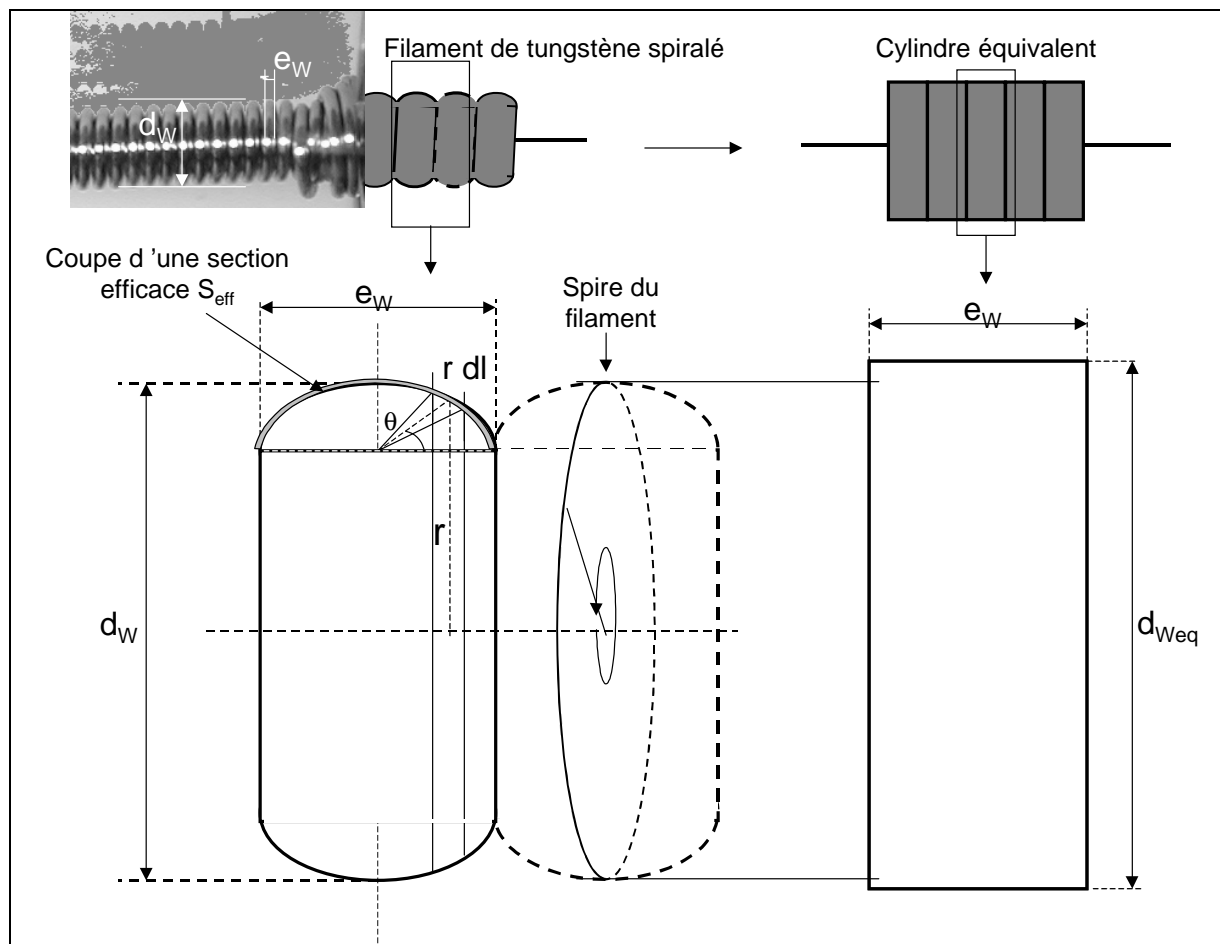 Filament de tungstène spiralé
Cylindre équivalent
e_W
d_W
Coupe d ’une section
efficace S_eff
e_W
Spire du
filament
e_W
r dl
θ
r
d_W
d_Weq